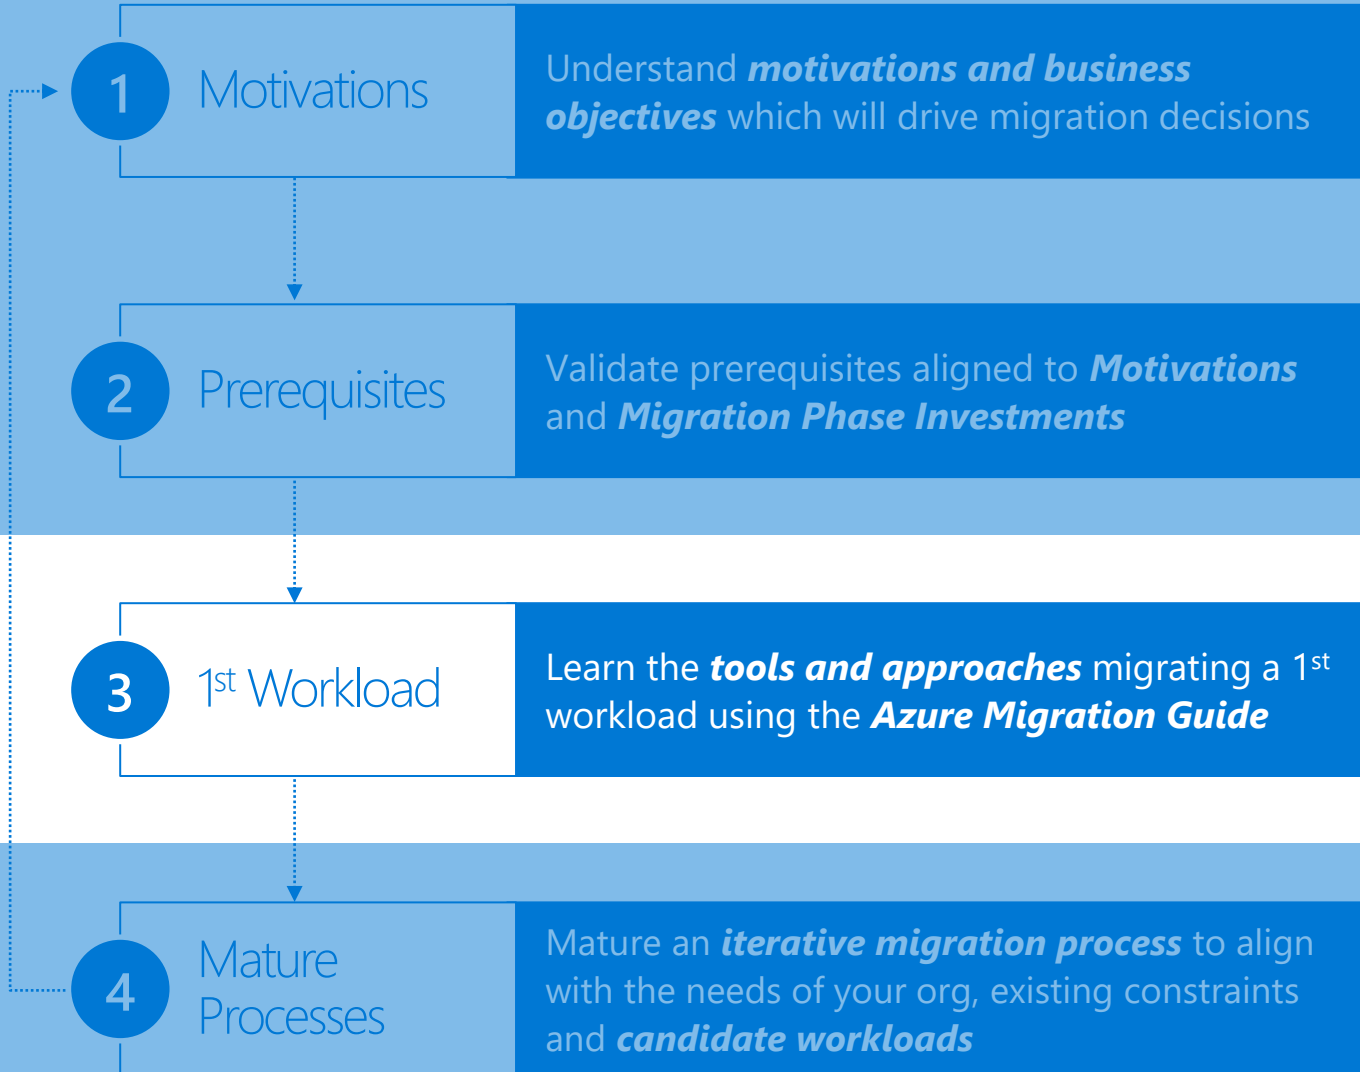 1
Motivations
Understand motivations and business
objectives which will drive migration decisions
2
Prerequisites
Validate prerequisites aligned to Motivations
and Migration Phase Investments
3
1st Workload
Learn the tools and approaches migrating a 1st
workload using the Azure Migration Guide
4
Mature
Processes
Mature an iterative migration process to align
with the needs of your org, existing constraints
and candidate workloads